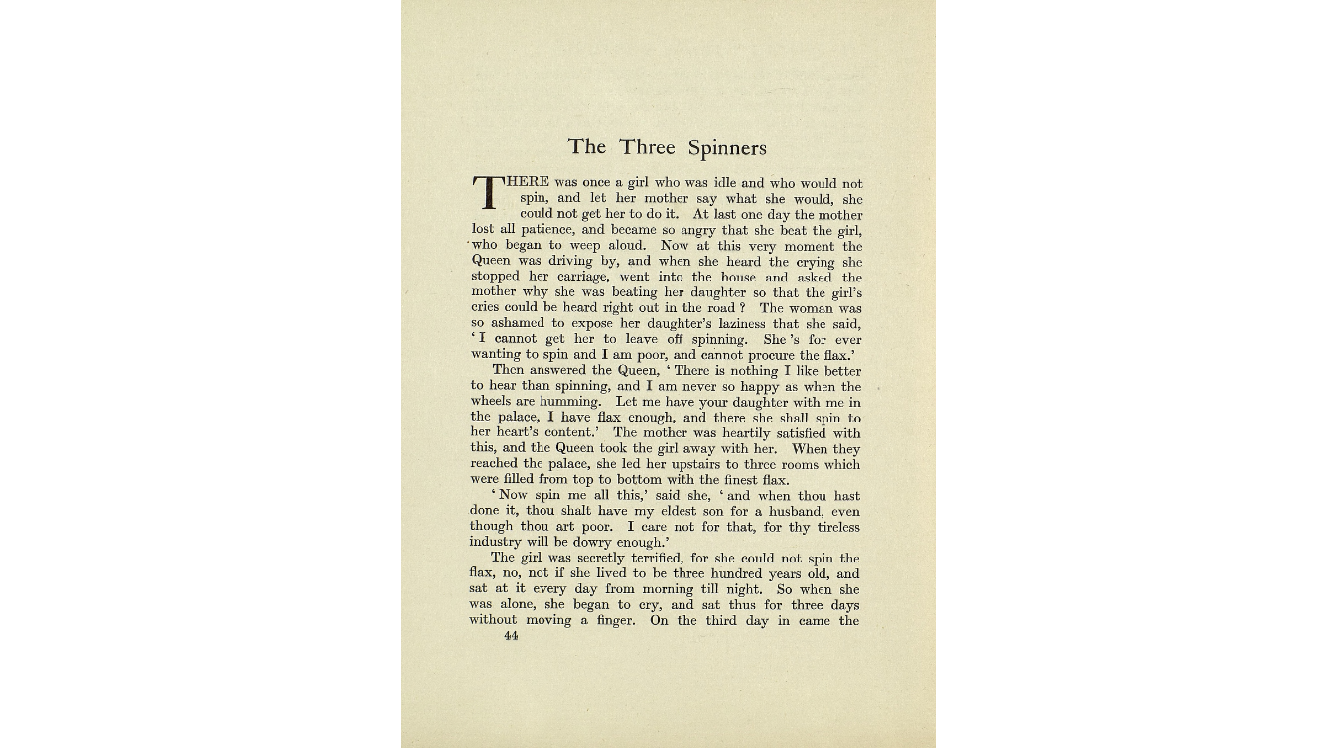 The Three Spinners
THERE was once a girl who was idle and who would not
spin, and let her mother say what she would, she
could not get her to do it. At last one day the mother
lost all patience, and became so angry that she beat the girl,
who began to weep aloud. Now at this very moment the
Queen was driving by, and when she heard the crying she
stopped her carriage, went into the house and asked the
mother why she was beating her daughter so that the girl's
cries could be heard right out in the road ? The woman was
so ashamed to expose her daughter's laziness that she said,
‘ I cannot get her to leave off spinning. She 's for ever
wanting to spin and I am poor, and cannot procure the flax.’
Then answered the Queen, ‘ There is nothing I like better
to hear than spinning, and I am never so happy as when the
wheels are humming. Let me have your daughter with me in
the palace, I have flax enough, and there she shall spin to
her heart's content.’ The mother was heartily satisfied with
this, and the Queen took the girl away with her. When they
reached the palace, she led her upstairs to three rooms which
were filled from top to bottom with the finest flax.
‘ Now spin me all this,’ said she, ‘ and when thou hast
done it, thou shalt have my eldest son for a husband, even
though thou art poor. I care not for that, for thy tireless
industry will be dowry enough.’
The girl was secretly terrified, for she could not spin the
flax, no, not if she lived to be three hundred years old, and
sat at it every day from morning till night. So when she
was alone, she began to cry, and sat thus for three days
without moving a finger. On the third day in came the
44